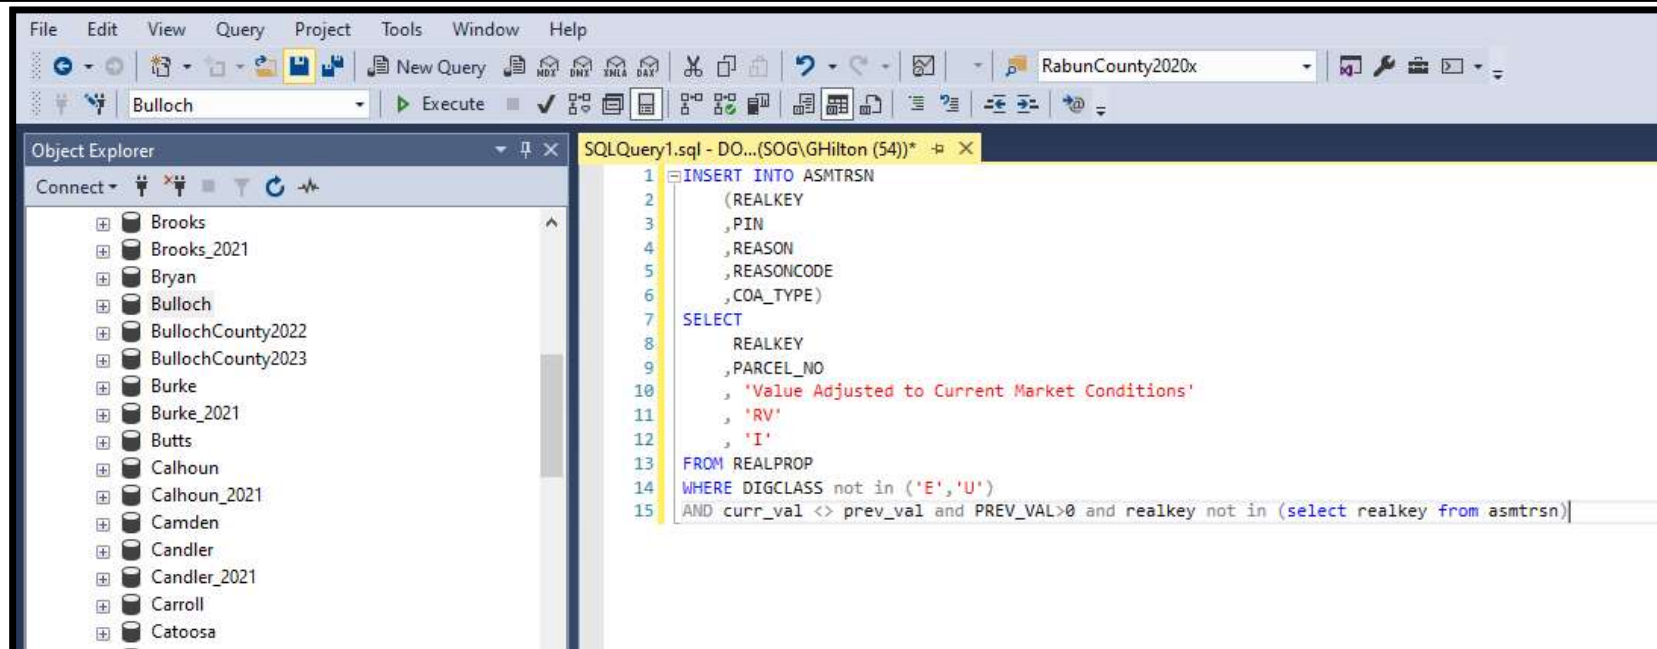 File Edit View Query Project Tools Window Help
New Query MDX DMX XMLA DAX RabunCounty2020x
Bulloch Execute
Object Explorer
SQLQuery1.sql - DO...(SOG\GHilton (54))*
Connect
Brooks
Brooks_2021
Bryan
Bulloch
BullochCounty2022
BullochCounty2023
Burke
Burke_2021
Butts
Calhoun
Calhoun_2021
Camden
Candler
Candler_2021
Carroll
Catoosa
1 INSERT INTO ASMTRSN
2 (REALKEY
3 ,PIN
4 ,REASON
5 ,REASONCODE
6 ,COA_TYPE)
7 SELECT
8 REALKEY
9 ,PARCEL_NO
10 , 'Value Adjusted to Current Market Conditions'
11 , 'RV'
12 , 'I'
13 FROM REALPROP
14 WHERE DIGCLASS not in ('E','U')
15 AND curr_val <> prev_val and PREV_VAL>0 and realkey not in (select realkey from asmtrsn)